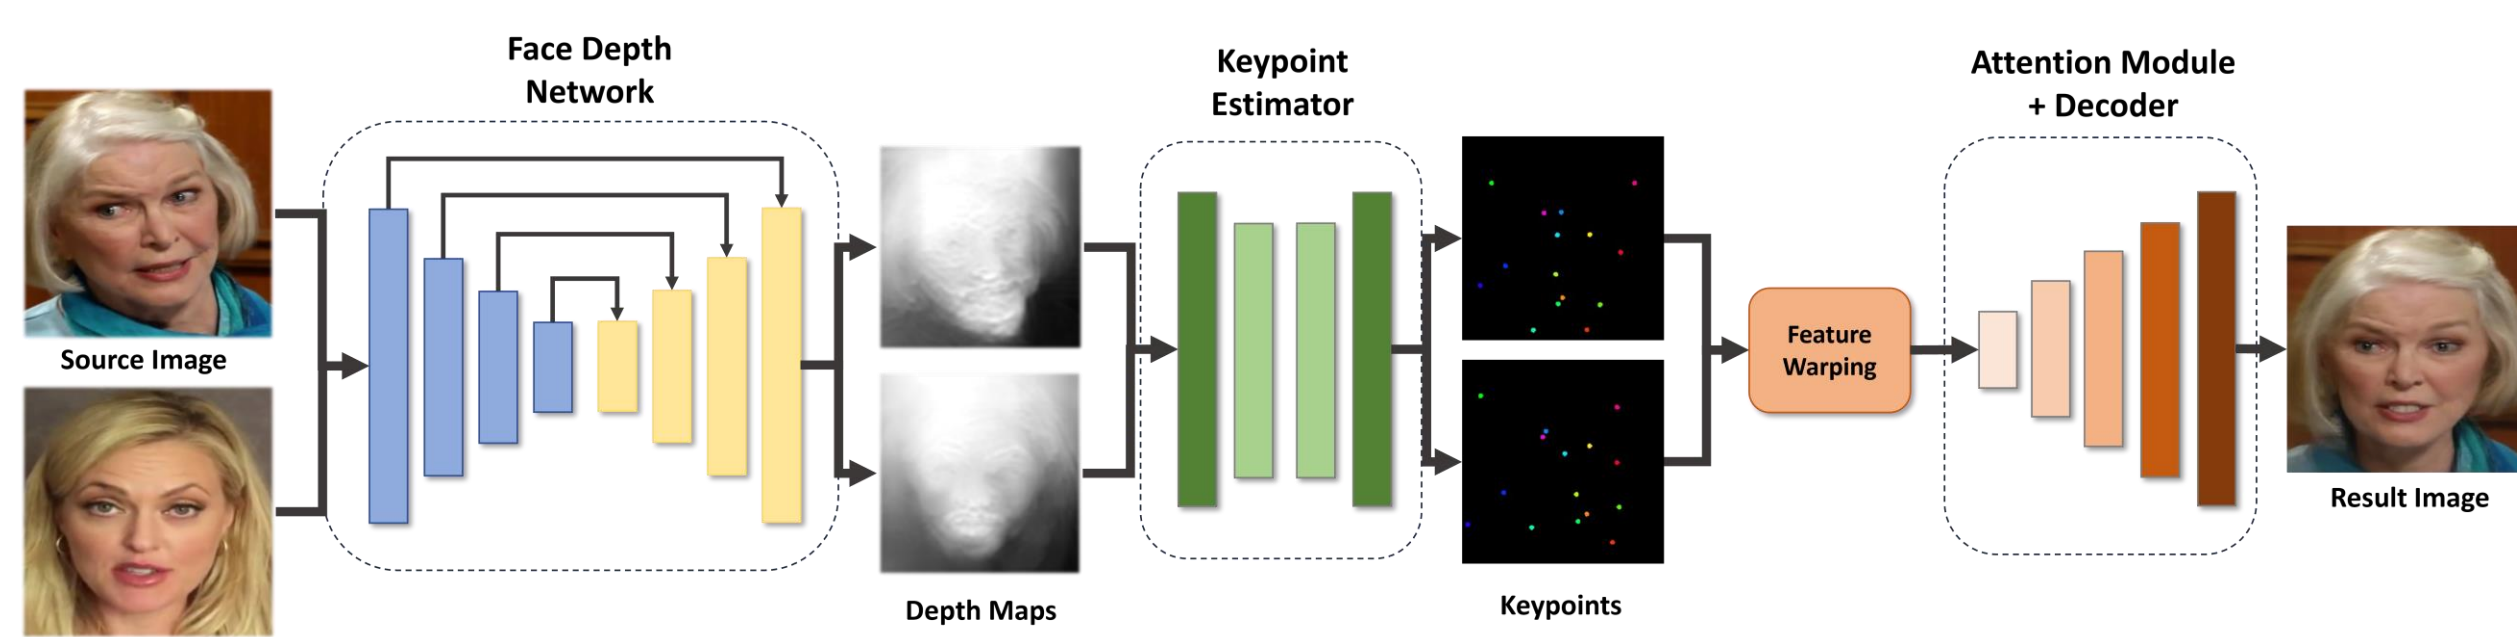 Face Depth
Network
Keypoint
Estimator
Attention Module
+ Decoder
Source Image
Feature
Warping
Result Image
Depth Maps
Keypoints